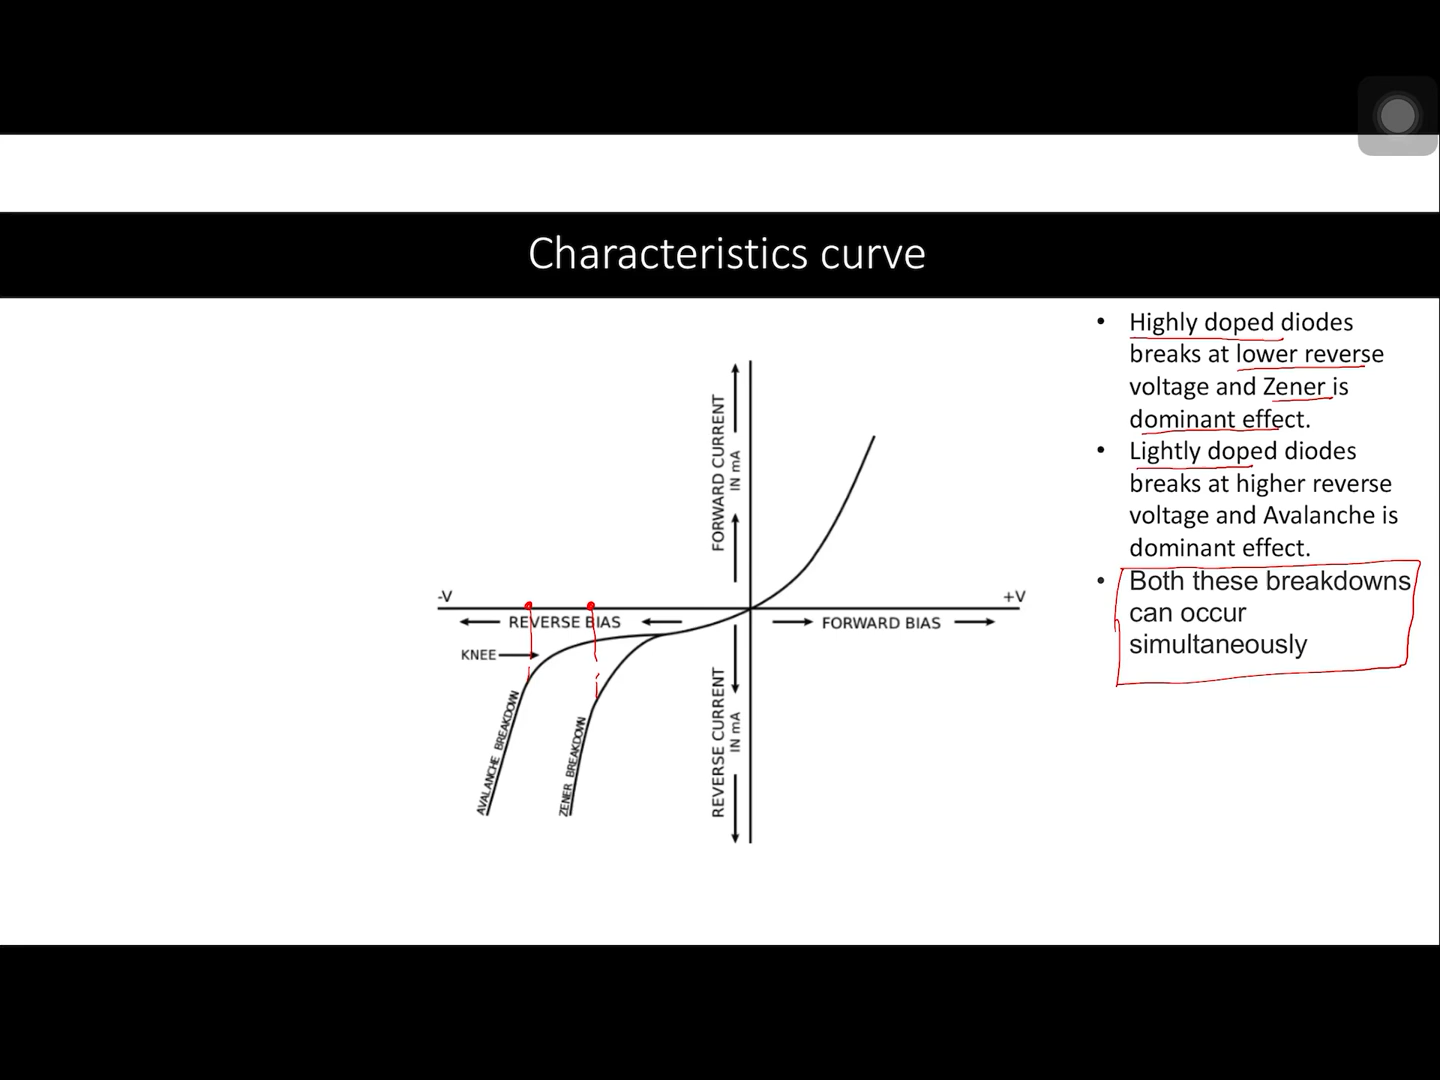 Characteristics curve
• Highly doped diodes
breaks at lower reverse
voltage and Zener is
dominant effect.
• Lightly doped diodes
breaks at higher reverse
voltage and Avalanche is
dominant effect.
• Both these breakdowns
can occur
simultaneously
FORWARD CURRENT
IN mA
-V
+V
REVERSE BIAS
FORWARD BIAS
KNEE
AVALANCHE BREAKDOWN
ZENER BREAKDOWN
REVERSE CURRENT
IN mA